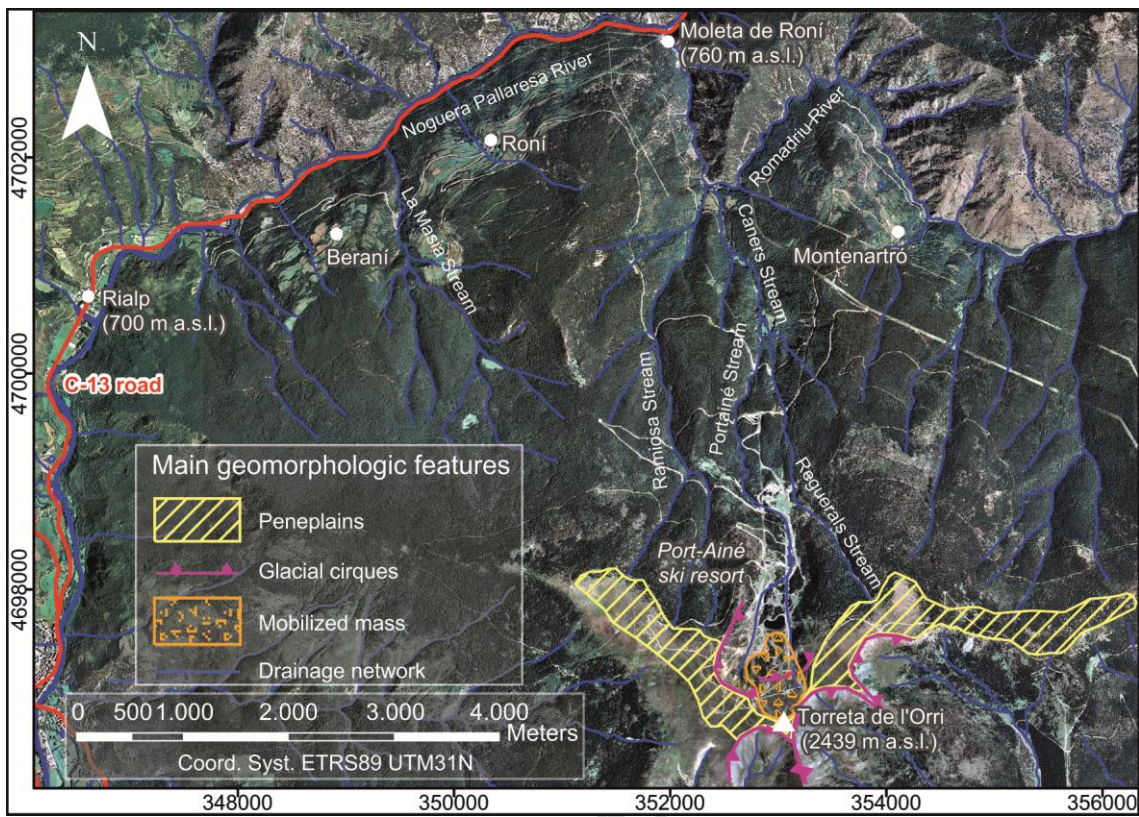 N
Moleta de Roní
(760 m a.s.l.)
Noguera Pallaresa River
Roní
Romadriu River
4702000
La Masia Stream
Caners Stream
Beraní
Montenartró
Rialp
(700 m a.s.l.)
4700000
C-13 road
Ramiosa Stream
Portainé Stream
Reguerals Stream
Main geomorphologic features
Peneplains
Glacial cirques
Mobilized mass
Drainage network
Port-Ainé
ski resort
4698000
0 500 1.000 2.000 3.000 4.000
Meters
Coord. Syst. ETRS89 UTM31N
Torreta de l'Orri
(2439 m a.s.l.)
348000 350000 352000 354000 356000